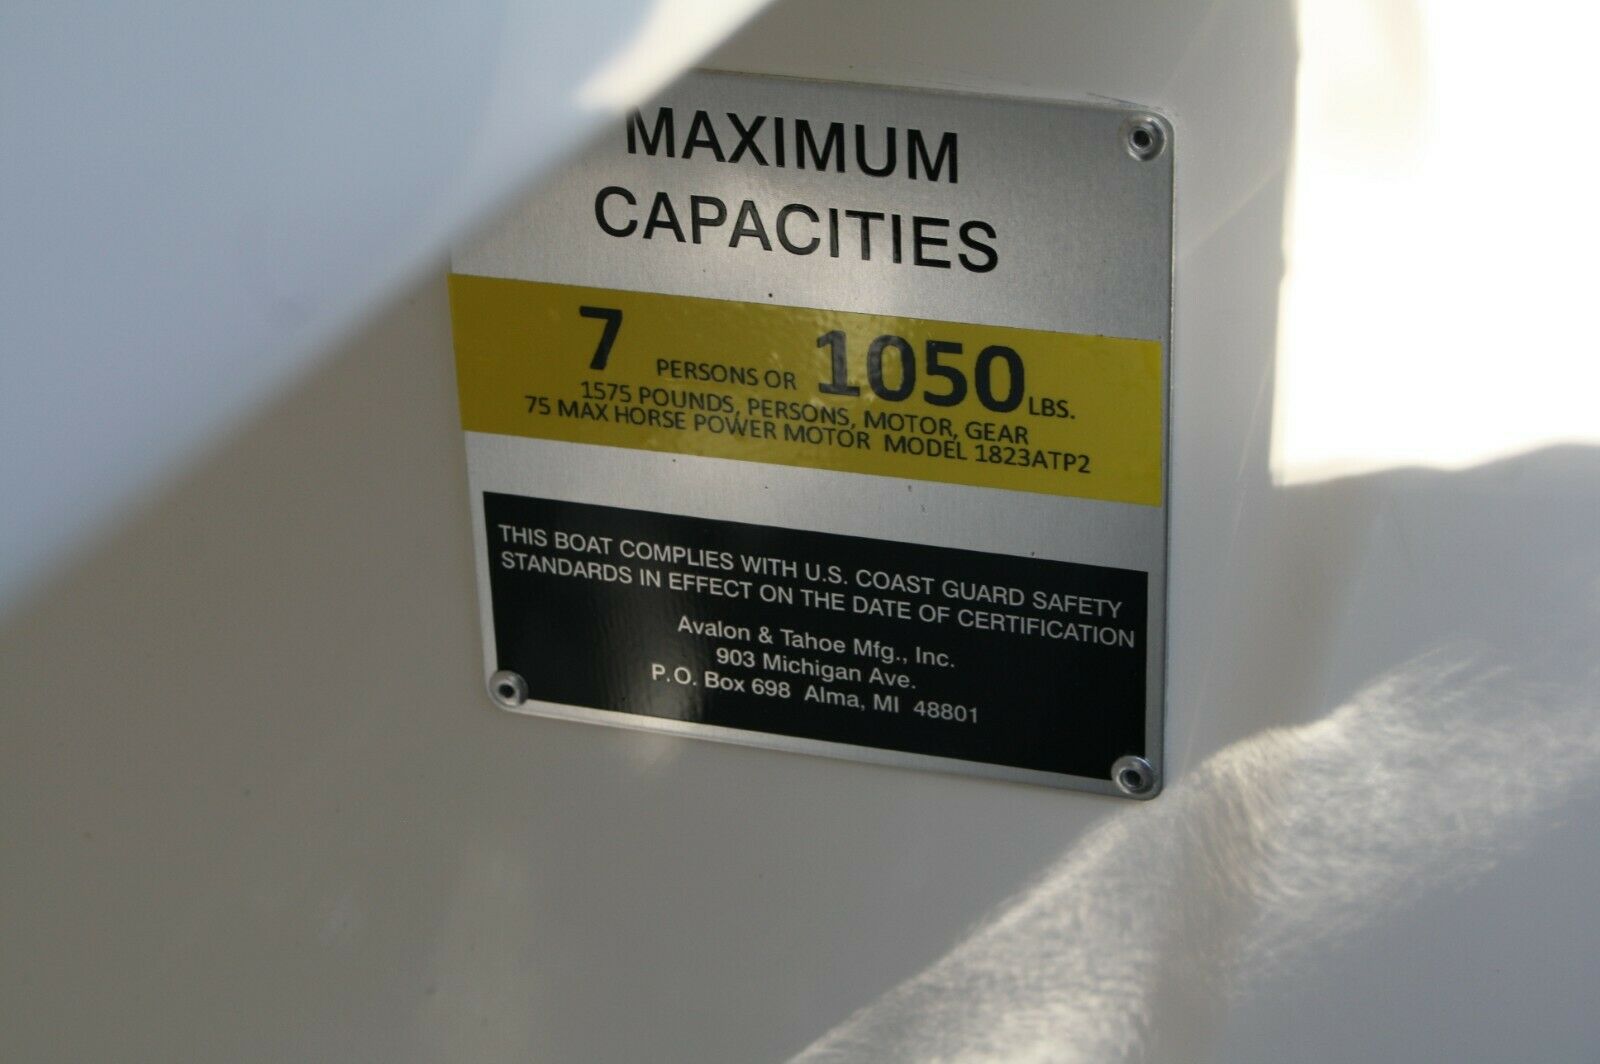 MAXIMUM
CAPACITIES
7 PERSONS OR 1050 LBS.
1575 POUNDS, PERSONS, MOTOR, GEAR
75 MAX HORSE POWER MOTOR MODEL 1823ATP2
THIS BOAT COMPLIES WITH U.S. COAST GUARD SAFETY
STANDARDS IN EFFECT ON THE DATE OF CERTIFICATION
Avalon & Tahoe Mfg., Inc.
903 Michigan Ave.
P.O. Box 698 Alma, MI 48801